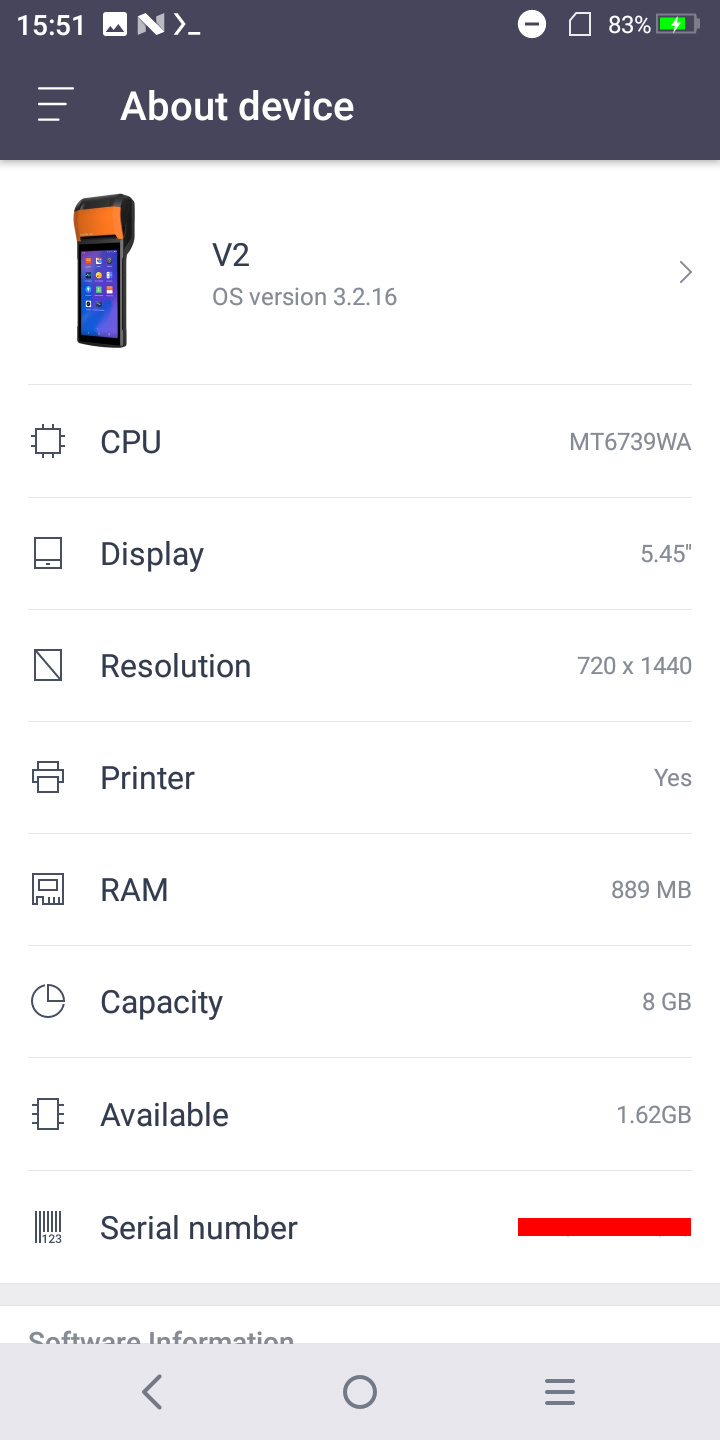 15:51
83%
About device
V2
OS version 3.2.16
CPU
MT6739WA
Display
5.45"
Resolution
720 x 1440
Printer
Yes
RAM
889 MB
Capacity
8 GB
Available
1.62GB
123
Serial number
Software Information